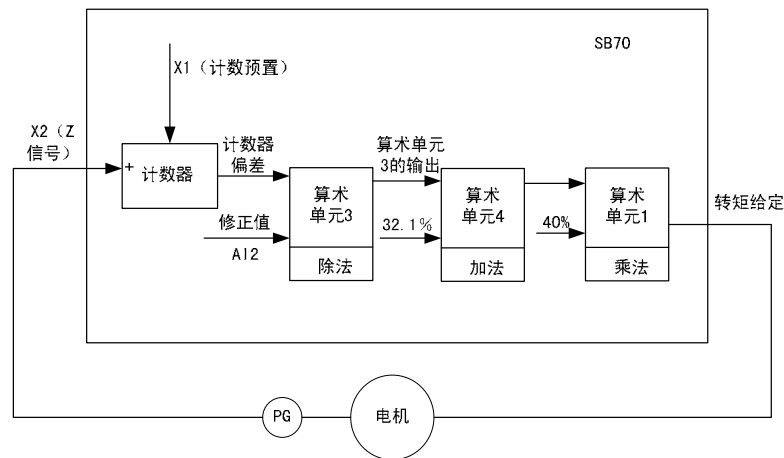 SB70
X1（计数预置）
X2（Z
信号）
+
计数器
计数器
偏差
修正值
AI2
算术
单元3
除法
算术单元
3的输出
32.1%
算术
单元4
加法
40%
算术
单元1
乘法
转矩给定
PG
电机